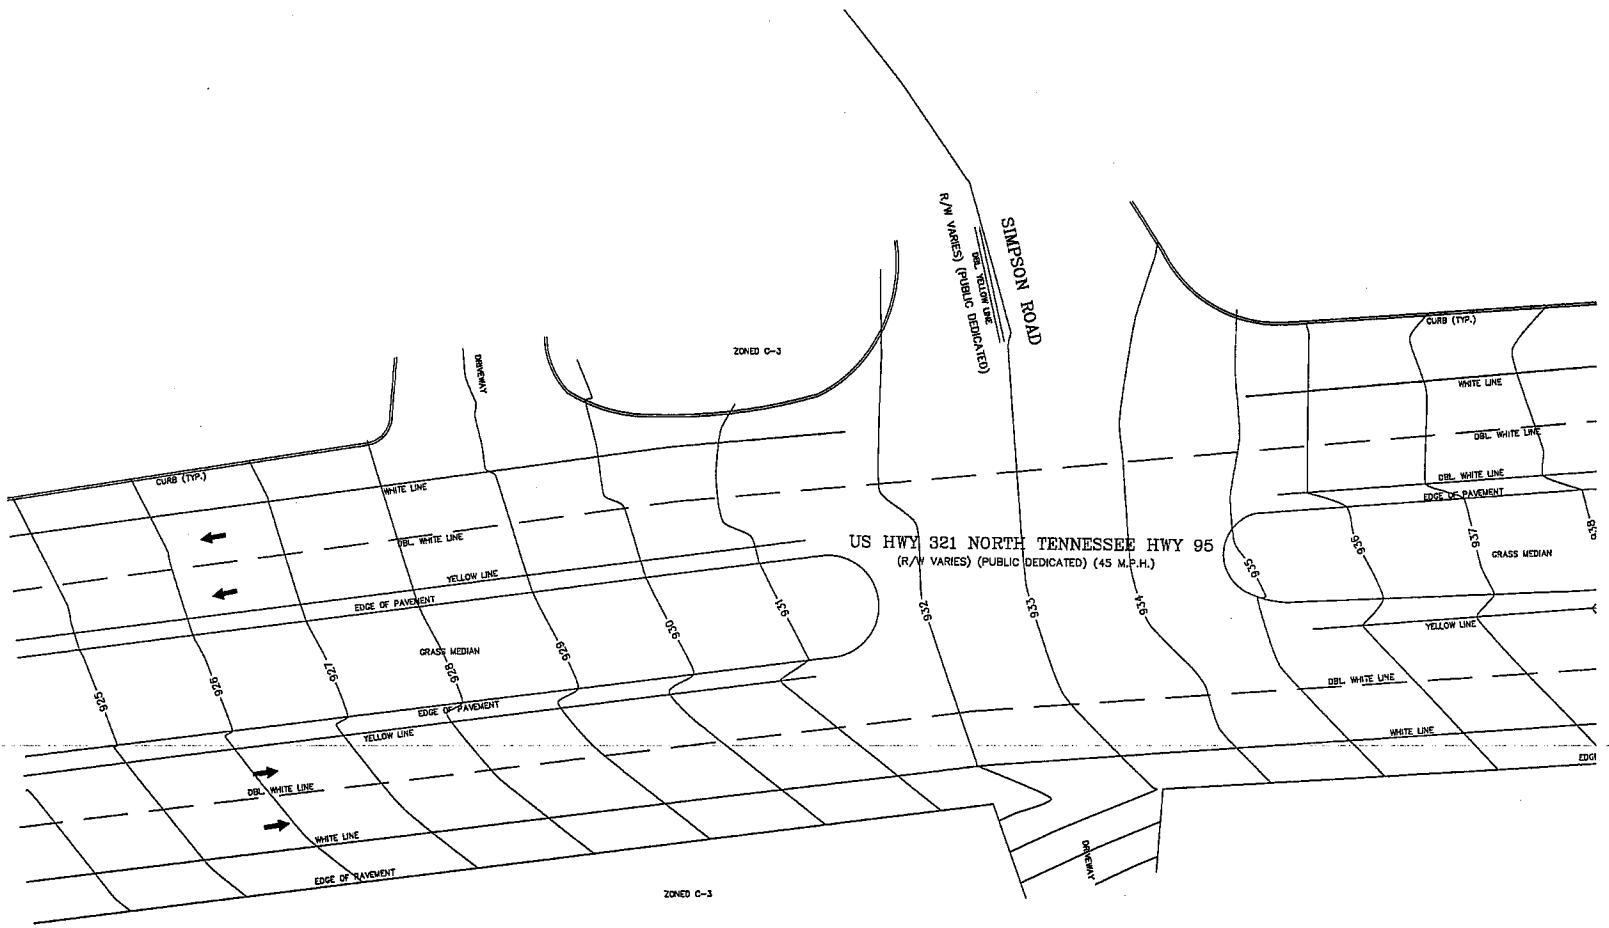 SIMPSON ROAD
DBL. YELLOW LINE
R/W VARIES) (PUBLIC DEDICATED)
ZONED C-3
DRIVEWAY
CURB (TYP.)
WHITE LINE
DBL. WHITE LINE
DBL. WHITE LINE
EDGE OF PAVEMENT
CURB (TYP.)
WHITE LINE
DBL. WHITE LINE
YELLOW LINE
EDGE OF PAVEMENT
US HWY 321 NORTH TENNESSEE HWY 95
(R/W VARIES) (PUBLIC DEDICATED) (45 M.P.H.)
GRASS MEDIAN
GRASS MEDIAN
925
926
927
928
929
930
931
932
933
934
935
936
937
938
YELLOW LINE
DBL. WHITE LINE
WHITE LINE
EDGE OF PAVEMENT
YELLOW LINE
DBL. WHITE LINE
WHITE LINE
EDGE OF PAVEMENT
DRIVEWAY
ZONED C-3